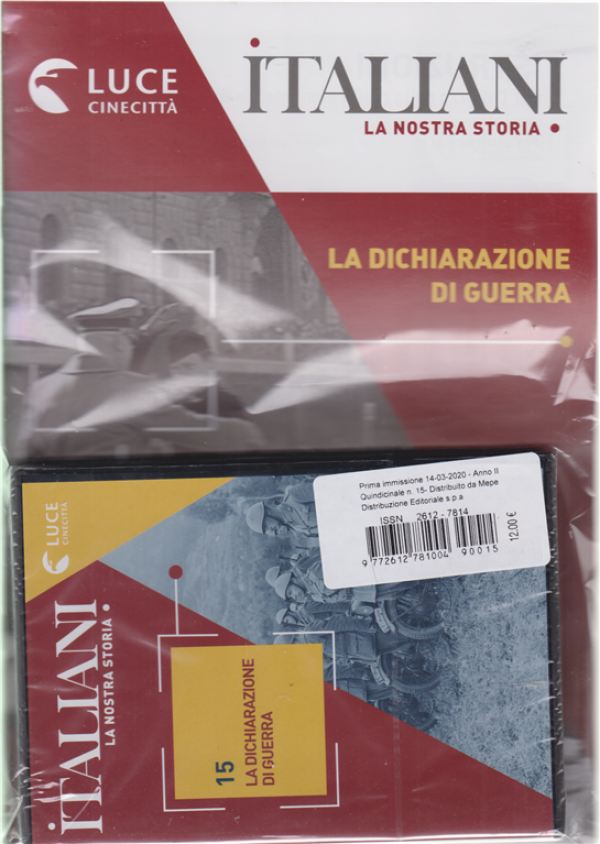 LUCE
CINECITTÀ
iTALIANI
LA NOSTRA STORIA
LA DICHIARAZIONE
DI GUERRA
Prima immissione 14-03-2020 - Anno II
Quindicinale n. 15- Distribuito da Mepe
Distribuzione Editoriale s.p.a
ISSN 2612 - 7814
9 772612 781004 90015
12.00 €
LUCE
CINECITTÀ
iTALIANI
LA NOSTRA STORIA
15
LA DICHIARAZIONE
DI GUERRA